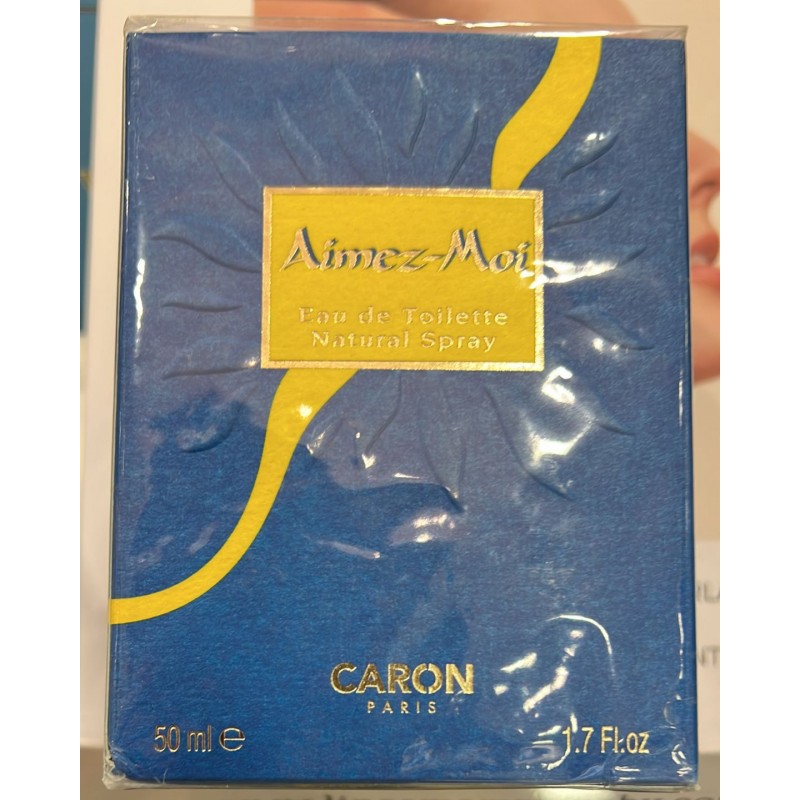 Aimez-Moi
Eau de Toilette
Natural Spray
CARON
PARIS
50 ml ℮
1.7 Fl.oz